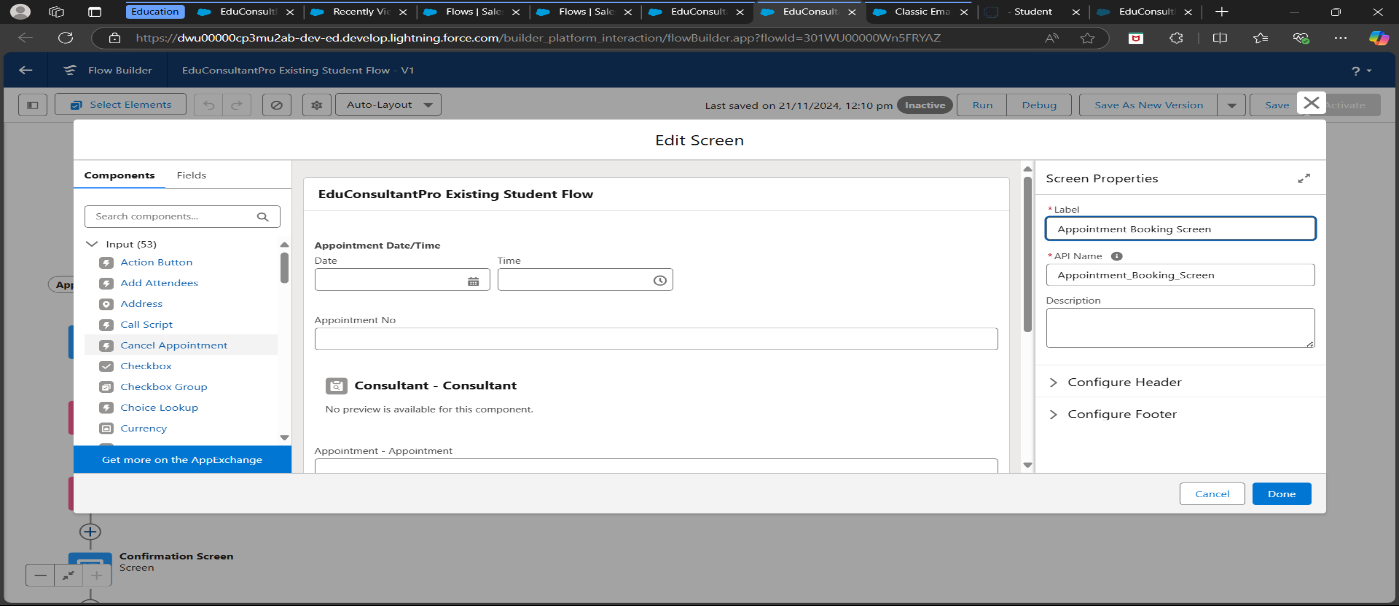 Education
EduConsult
Recently Vie
Flows | Sale
Flows | Sale
EduConsult
EduConsult
Classic Ema
- Student
EduConsult
https://dwu00000cp3mu2ab-dev-ed.develop.lightning.force.com/builder_platform_interaction/flowBuilder.app?flowId=301WU00000Wn5FRYAZ
Flow Builder
EduConsultantPro Existing Student Flow - V1
?
Select Elements
Auto-Layout
Last saved on 21/11/2024, 12:10 pm
Inactive
Run
Debug
Save As New Version
Save
Activate
Edit Screen
Components
Fields
Search components...
Input (53)
Action Button
Add Attendees
Address
Call Script
Cancel Appointment
Checkbox
Checkbox Group
Choice Lookup
Currency
Get more on the AppExchange
EduConsultantPro Existing Student Flow
Appointment Date/Time
Date
Time
Appointment No
Consultant - Consultant
No preview is available for this component.
Appointment - Appointment
Screen Properties
* Label
Appointment Booking Screen
* API Name
Appointment_Booking_Screen
Description
Configure Header
Configure Footer
Cancel
Done
App
Confirmation Screen
Screen